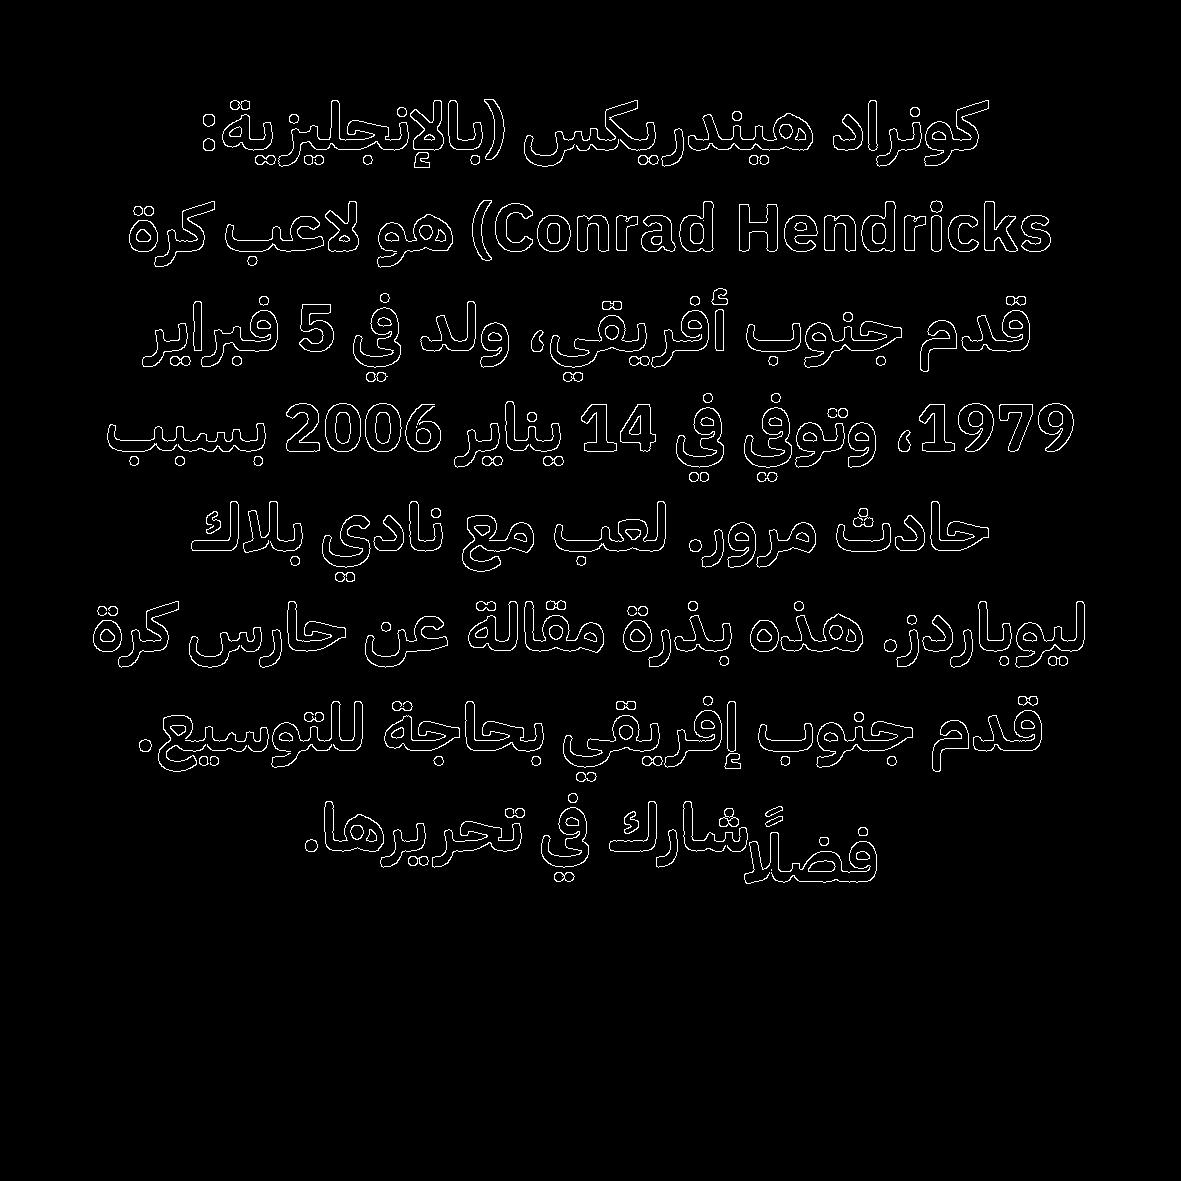 كونراد هيندريكس (بالإنجليزية:
Conrad Hendricks) هو لاعب كرة
قدم جنوب أفريقي، ولد في 5 فبراير
1979، وتوفي في 14 يناير 2006 بسبب
حادث مرور. لعب مع نادي بلاك
ليوباردز. هذه بذرة مقالة عن حارس كرة
قدم جنوب إفريقي بحاجة للتوسيع.
فضلًا شارك في تحريرها.